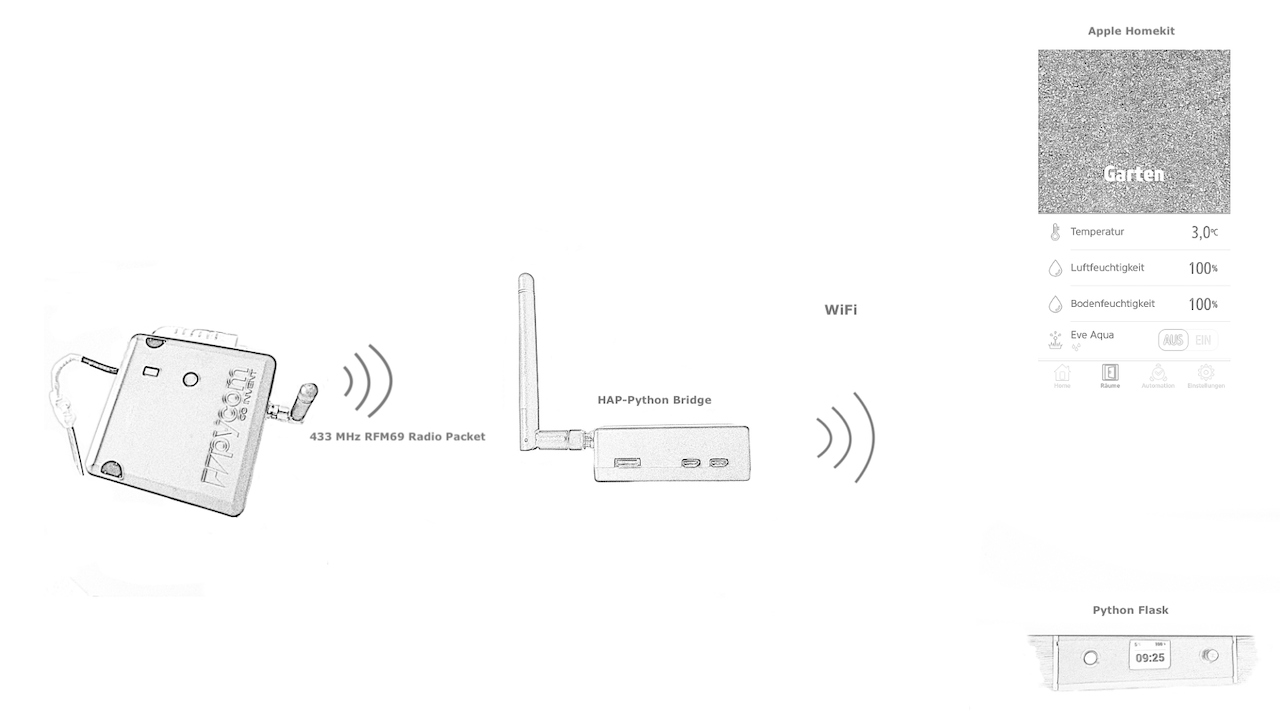 Apple Homekit
Garten
Temperatur 3,0°C
Luftfeuchtigkeit 100%
Bodenfeuchtigkeit 100%
Eve Aqua AUS EIN
Home Räume Automation Einstellungen
WiFi
HAP-Python Bridge
433 MHz RFM69 Radio Packet
pycom
GO INVENT
Python Flask
09:25